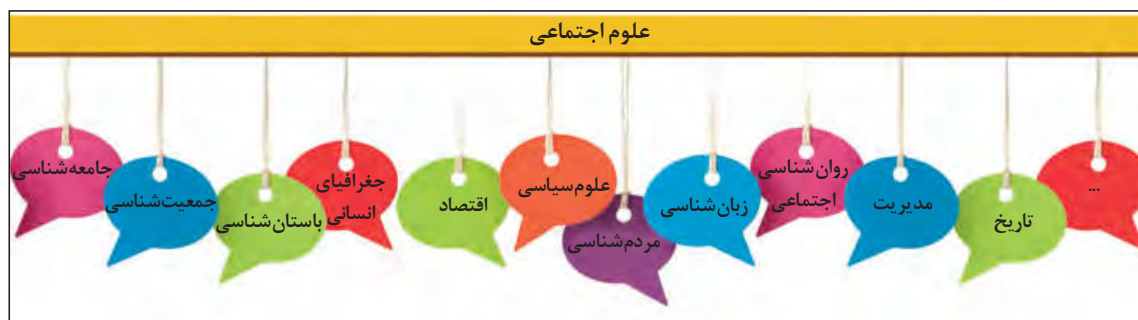 علوم اجتماعی
...
تاریخ
مدیریت
روان‌شناسی
اجتماعی
زبان‌شناسی
مردم‌شناسی
علوم‌سیاسی
اقتصاد
جغرافیای
انسانی
باستان‌شناسی
جمعیت‌شناسی
جامعه‌شناسی